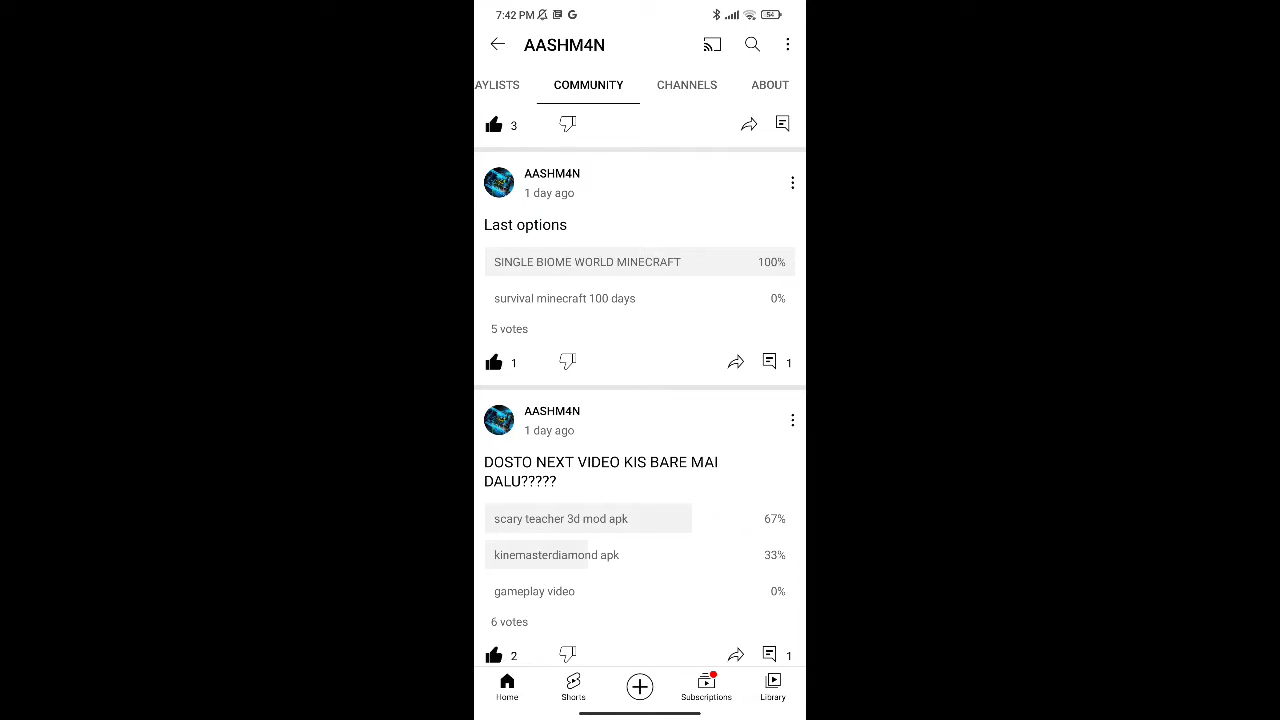 7:42 PM
54
AASHM4N
AYLISTS COMMUNITY CHANNELS ABOUT
3
AASHM4N
1 day ago
Last options
SINGLE BIOME WORLD MINECRAFT 100%
survival minecraft 100 days 0%
5 votes
1 1
AASHM4N
1 day ago
DOSTO NEXT VIDEO KIS BARE MAI
DALU?????
scary teacher 3d mod apk 67%
kinemasterdiamond apk 33%
gameplay video 0%
6 votes
2 1
Home Shorts Subscriptions Library